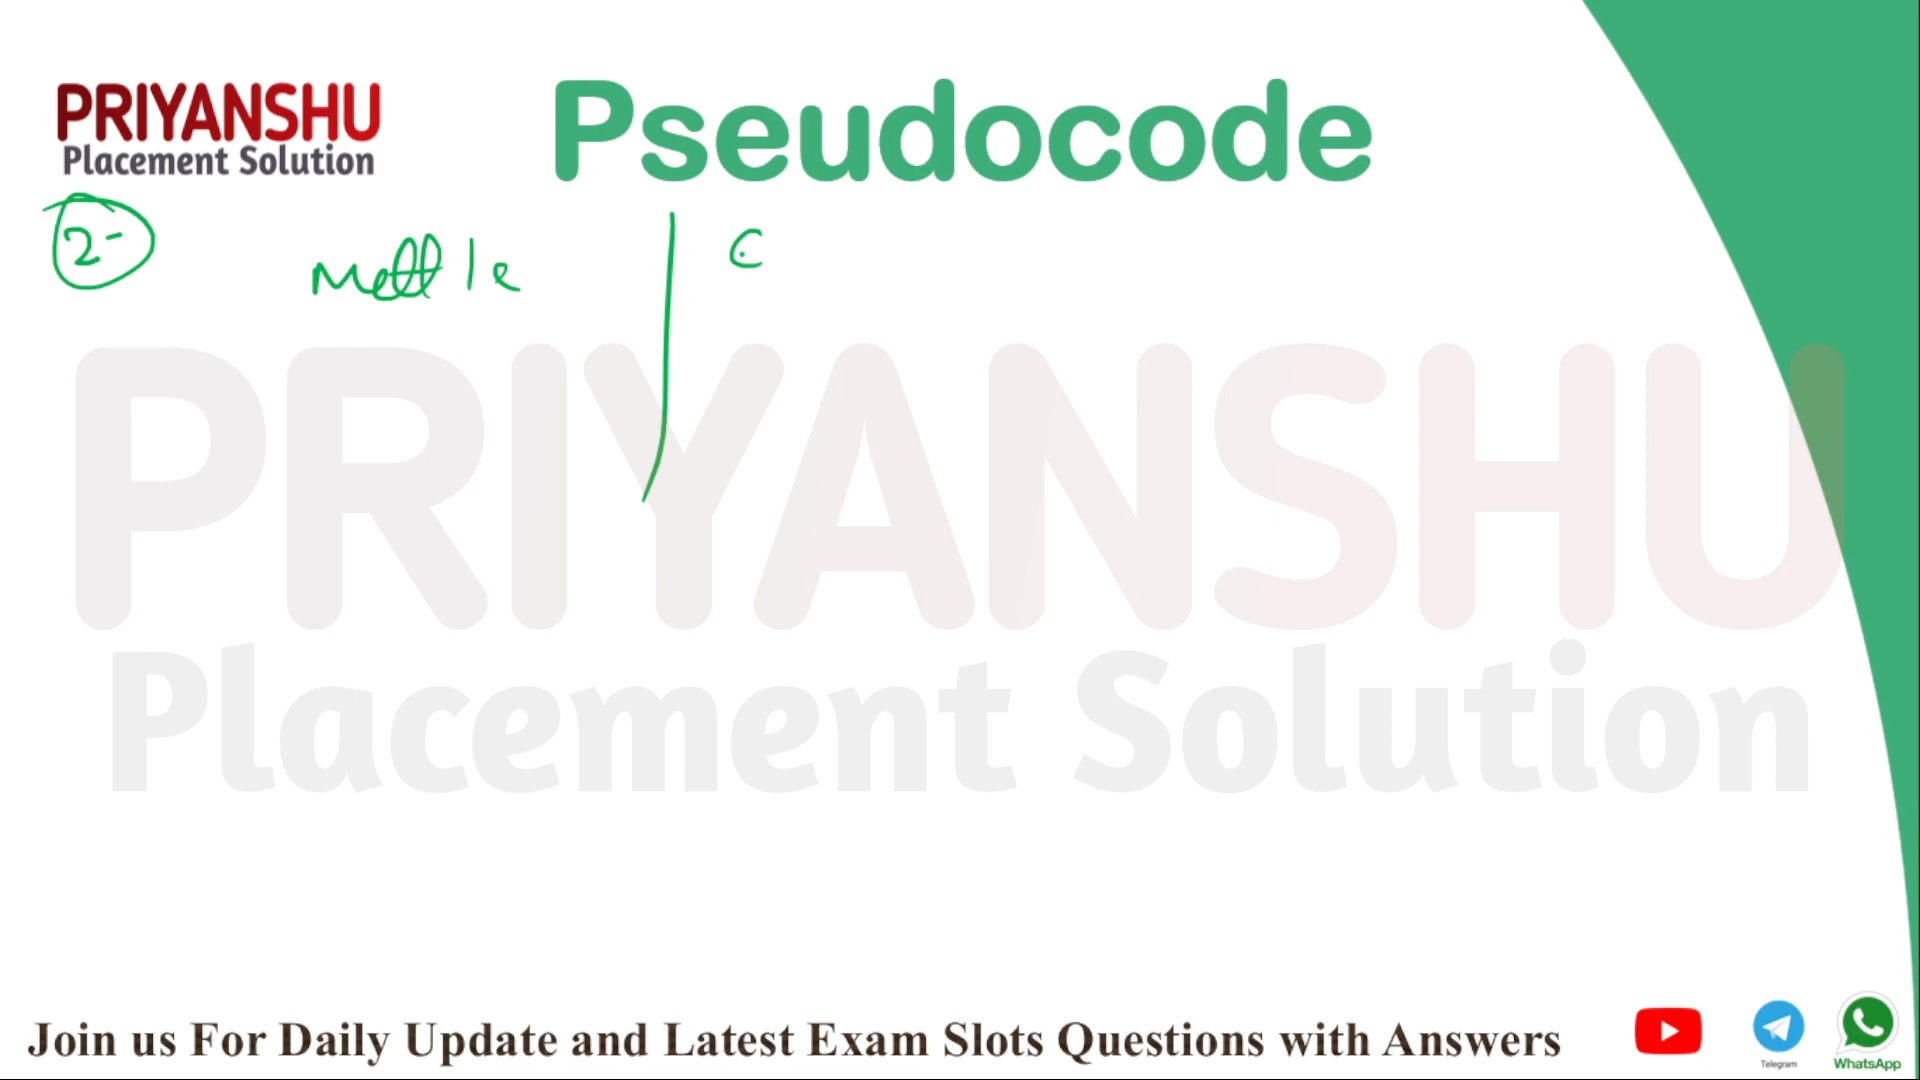 PRIYANSHU
Placement Solution
Pseudocode
2-
Mettle
C
PRIYANSHU
Placement Solution
Join us For Daily Update and Latest Exam Slots Questions with Answers
Telegram
WhatsApp